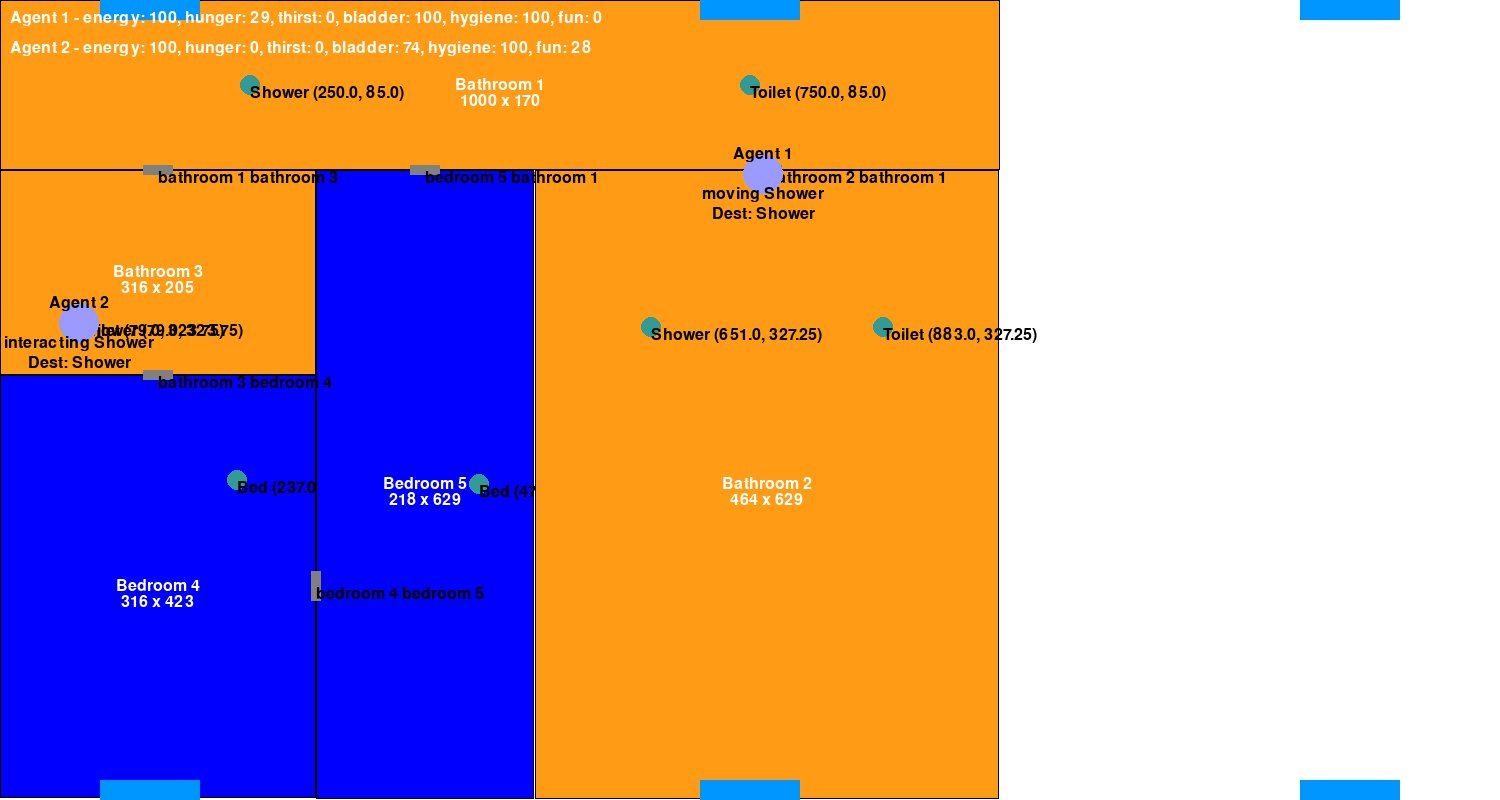 Agent 1 - energy: 100, hunger: 29, thirst: 0, bladder: 100, hygiene: 100, fun: 0
Agent 2 - energy: 100, hunger: 0, thirst: 0, bladder: 74, hygiene: 100, fun: 28
Bathroom 1
1000 x 170
Shower (250.0, 85.0)
Toilet (750.0, 85.0)
Agent 1
bathroom 1 bathroom 3
bedroom 5 bathroom 1
athroom 2 bathroom 1
moving Shower
Dest: Shower
Bathroom 3
316 x 205
Agent 2
interacting Shower
Dest: Shower
Shower (651.0, 327.25)
Toilet (883.0, 327.25)
bathroom 3 bedroom 4
Bed (237.0
Bedroom 5
218 x 629
Bed (47
Bathroom 2
464 x 629
Bedroom 4
316 x 423
bedroom 4 bedroom 5